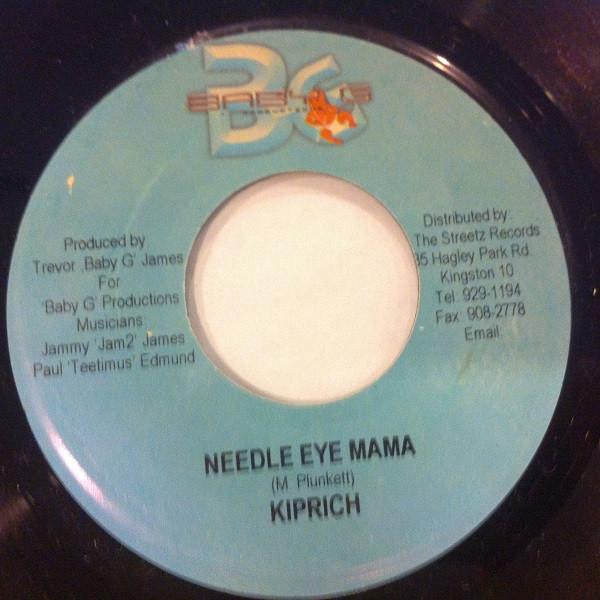 BG
BABY G
Produced by
Trevor ,Baby G' James
For
'Baby G' Productions
Musicians:
Jammy 'Jam2' James
Paul 'Teetimus' Edmund
Distributed by:
The Streetz Records
35 Hagley Park Rd.
Kingston 10
Tel: 929-1194
Fax: 908-2778
Email:
NEEDLE EYE MAMA
(M. Plunkett)
KIPRICH